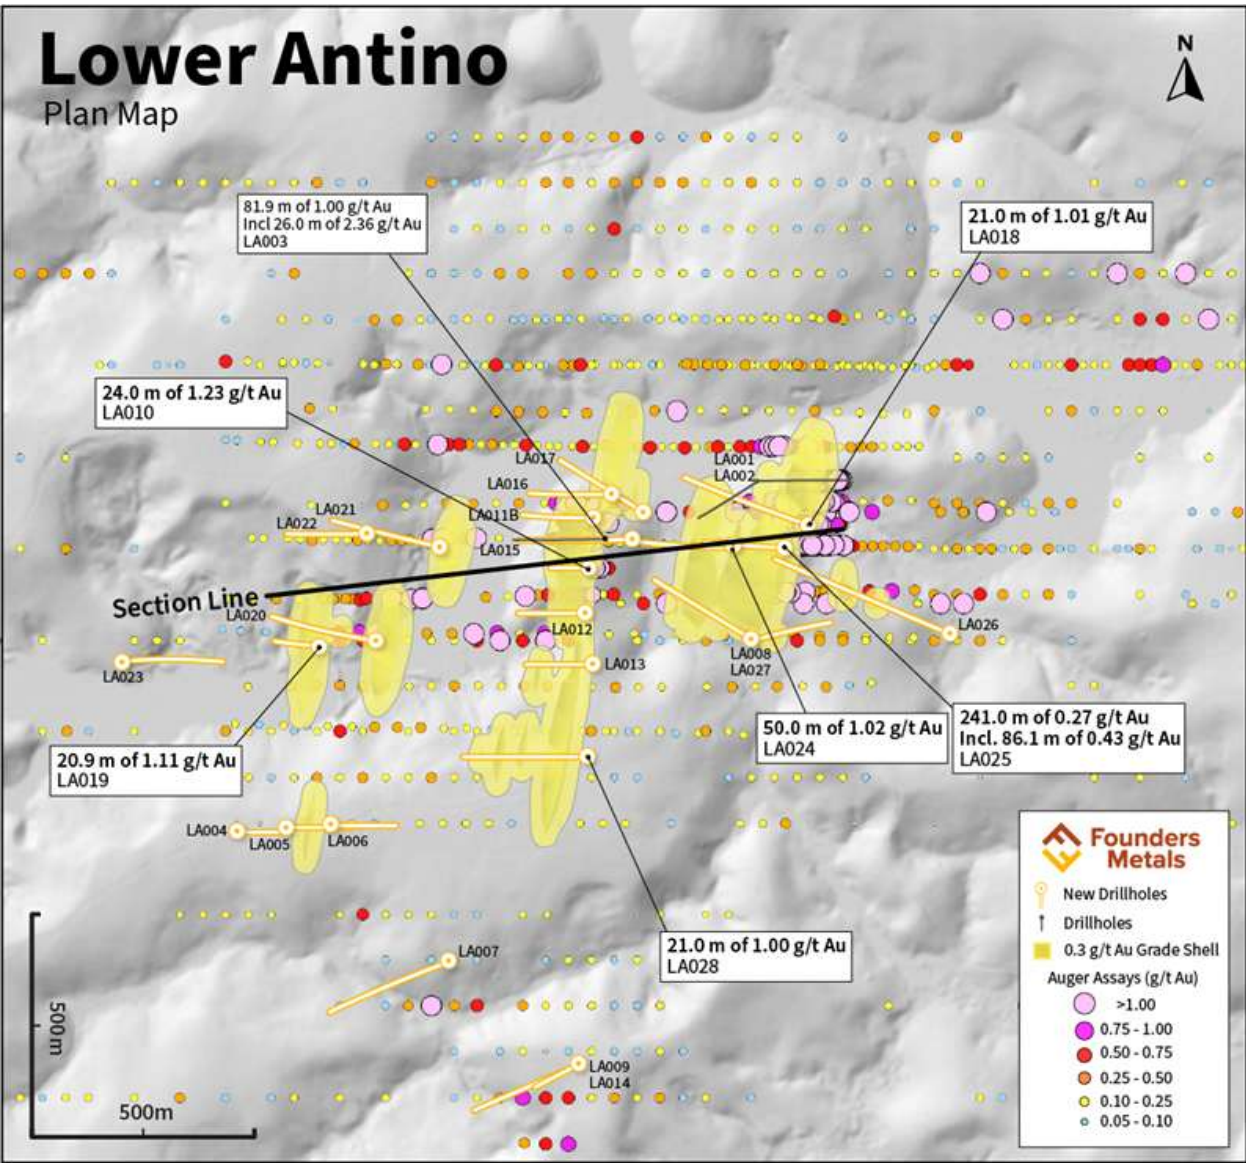 Lower Antino
Plan Map
N
81.9 m of 1.00 g/t Au
Incl 26.0 m of 2.36 g/t Au
LA003
21.0 m of 1.01 g/t Au
LA018
24.0 m of 1.23 g/t Au
LA010
LA017
LA001
LA002
LA016
LA011B
LA021
LA022
LA015
Section Line
LA020
LA012
LA026
LA013
LA008
LA027
LA023
50.0 m of 1.02 g/t Au
LA024
241.0 m of 0.27 g/t Au
Incl. 86.1 m of 0.43 g/t Au
LA025
20.9 m of 1.11 g/t Au
LA019
LA004
LA005
LA006
21.0 m of 1.00 g/t Au
LA028
LA007
LA009
LA014
500m
500m
Founders
Metals
New Drillholes
Drillholes
0.3 g/t Au Grade Shell
Auger Assays (g/t Au)
>1.00
0.75 - 1.00
0.50 - 0.75
0.25 - 0.50
0.10 - 0.25
0.05 - 0.10